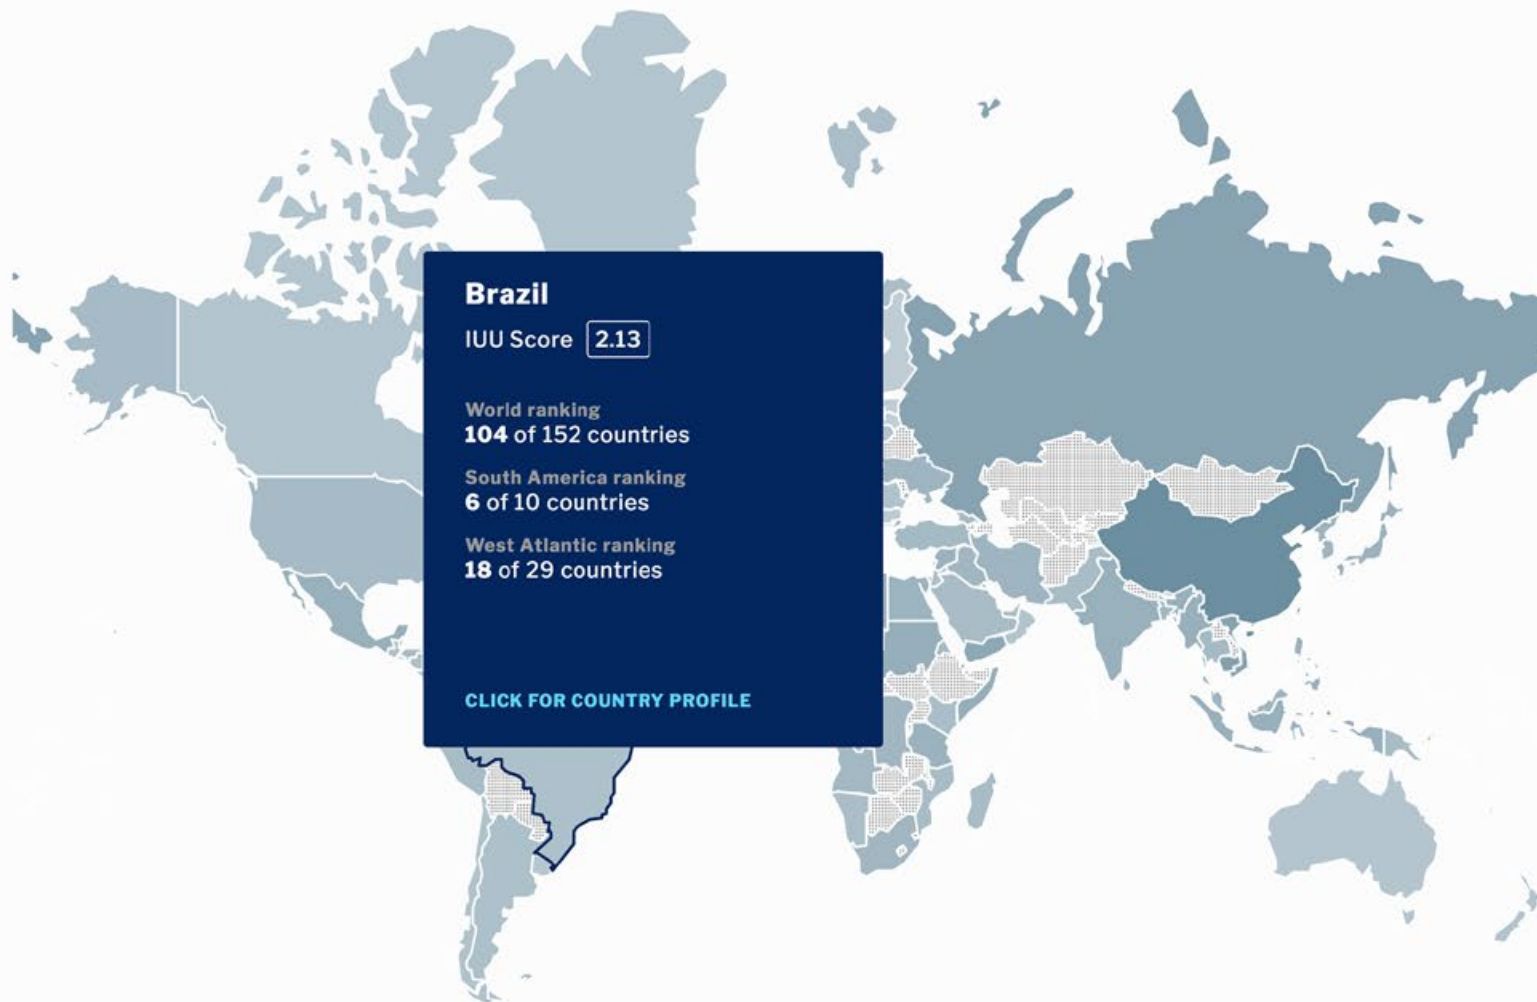 Brazil
IUU Score 2.13
World ranking
104 of 152 countries
South America ranking
6 of 10 countries
West Atlantic ranking
18 of 29 countries
CLICK FOR COUNTRY PROFILE